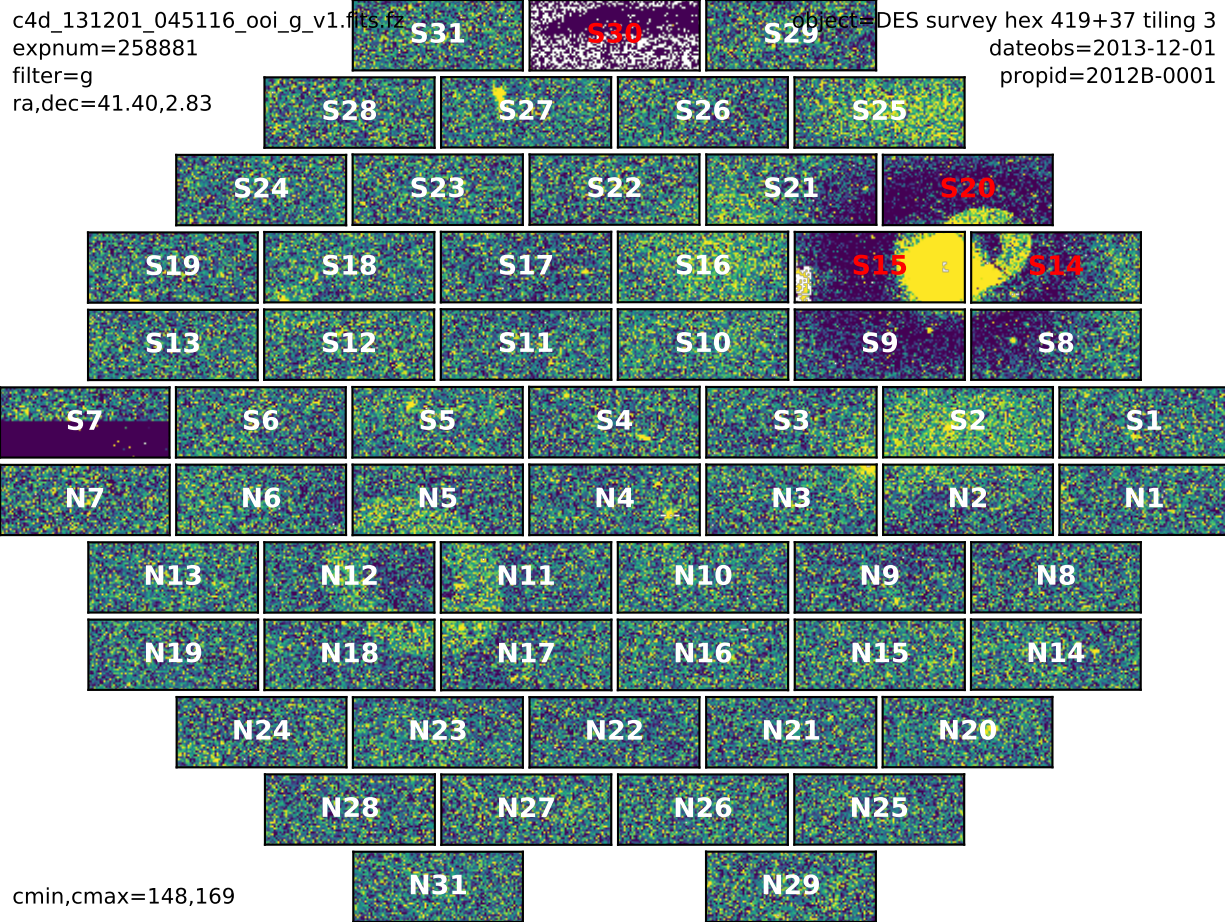 c4d_131201_045116_ooi_g_v1.fits.fz
expnum=258881
filter=g
ra,dec=41.40,2.83
object=DES survey hex 419+37 tiling 3
dateobs=2013-12-01
propid=2012B-0001
S31 S30 S29
S28 S27 S26 S25
S24 S23 S22 S21 S20
S19 S18 S17 S16 S15 S14
S13 S12 S11 S10 S9 S8
S7 S6 S5 S4 S3 S2 S1
N7 N6 N5 N4 N3 N2 N1
N13 N12 N11 N10 N9 N8
N19 N18 N17 N16 N15 N14
N24 N23 N22 N21 N20
N28 N27 N26 N25
N31 N29
cmin,cmax=148,169